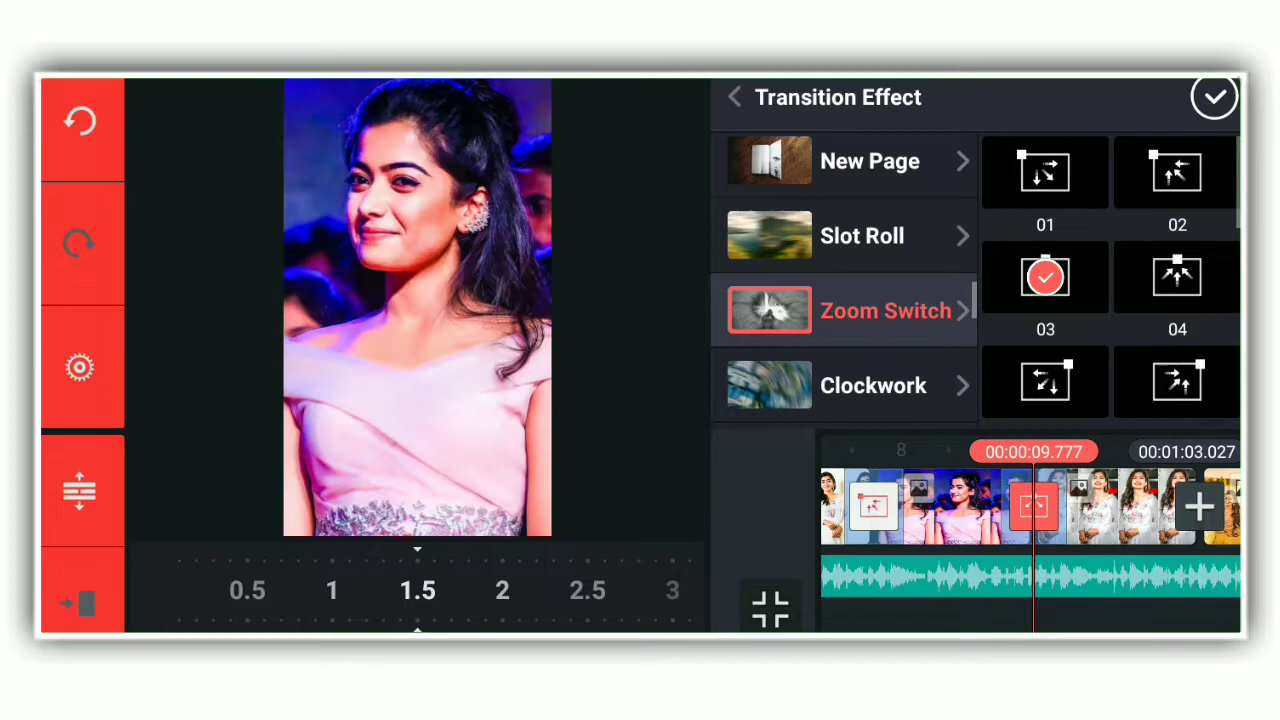 Transition Effect
New Page
01
02
Slot Roll
Zoom Switch
03
04
Clockwork
8
00:00:09.777
00:01:03.027
0.5
1
1.5
2
2.5
3